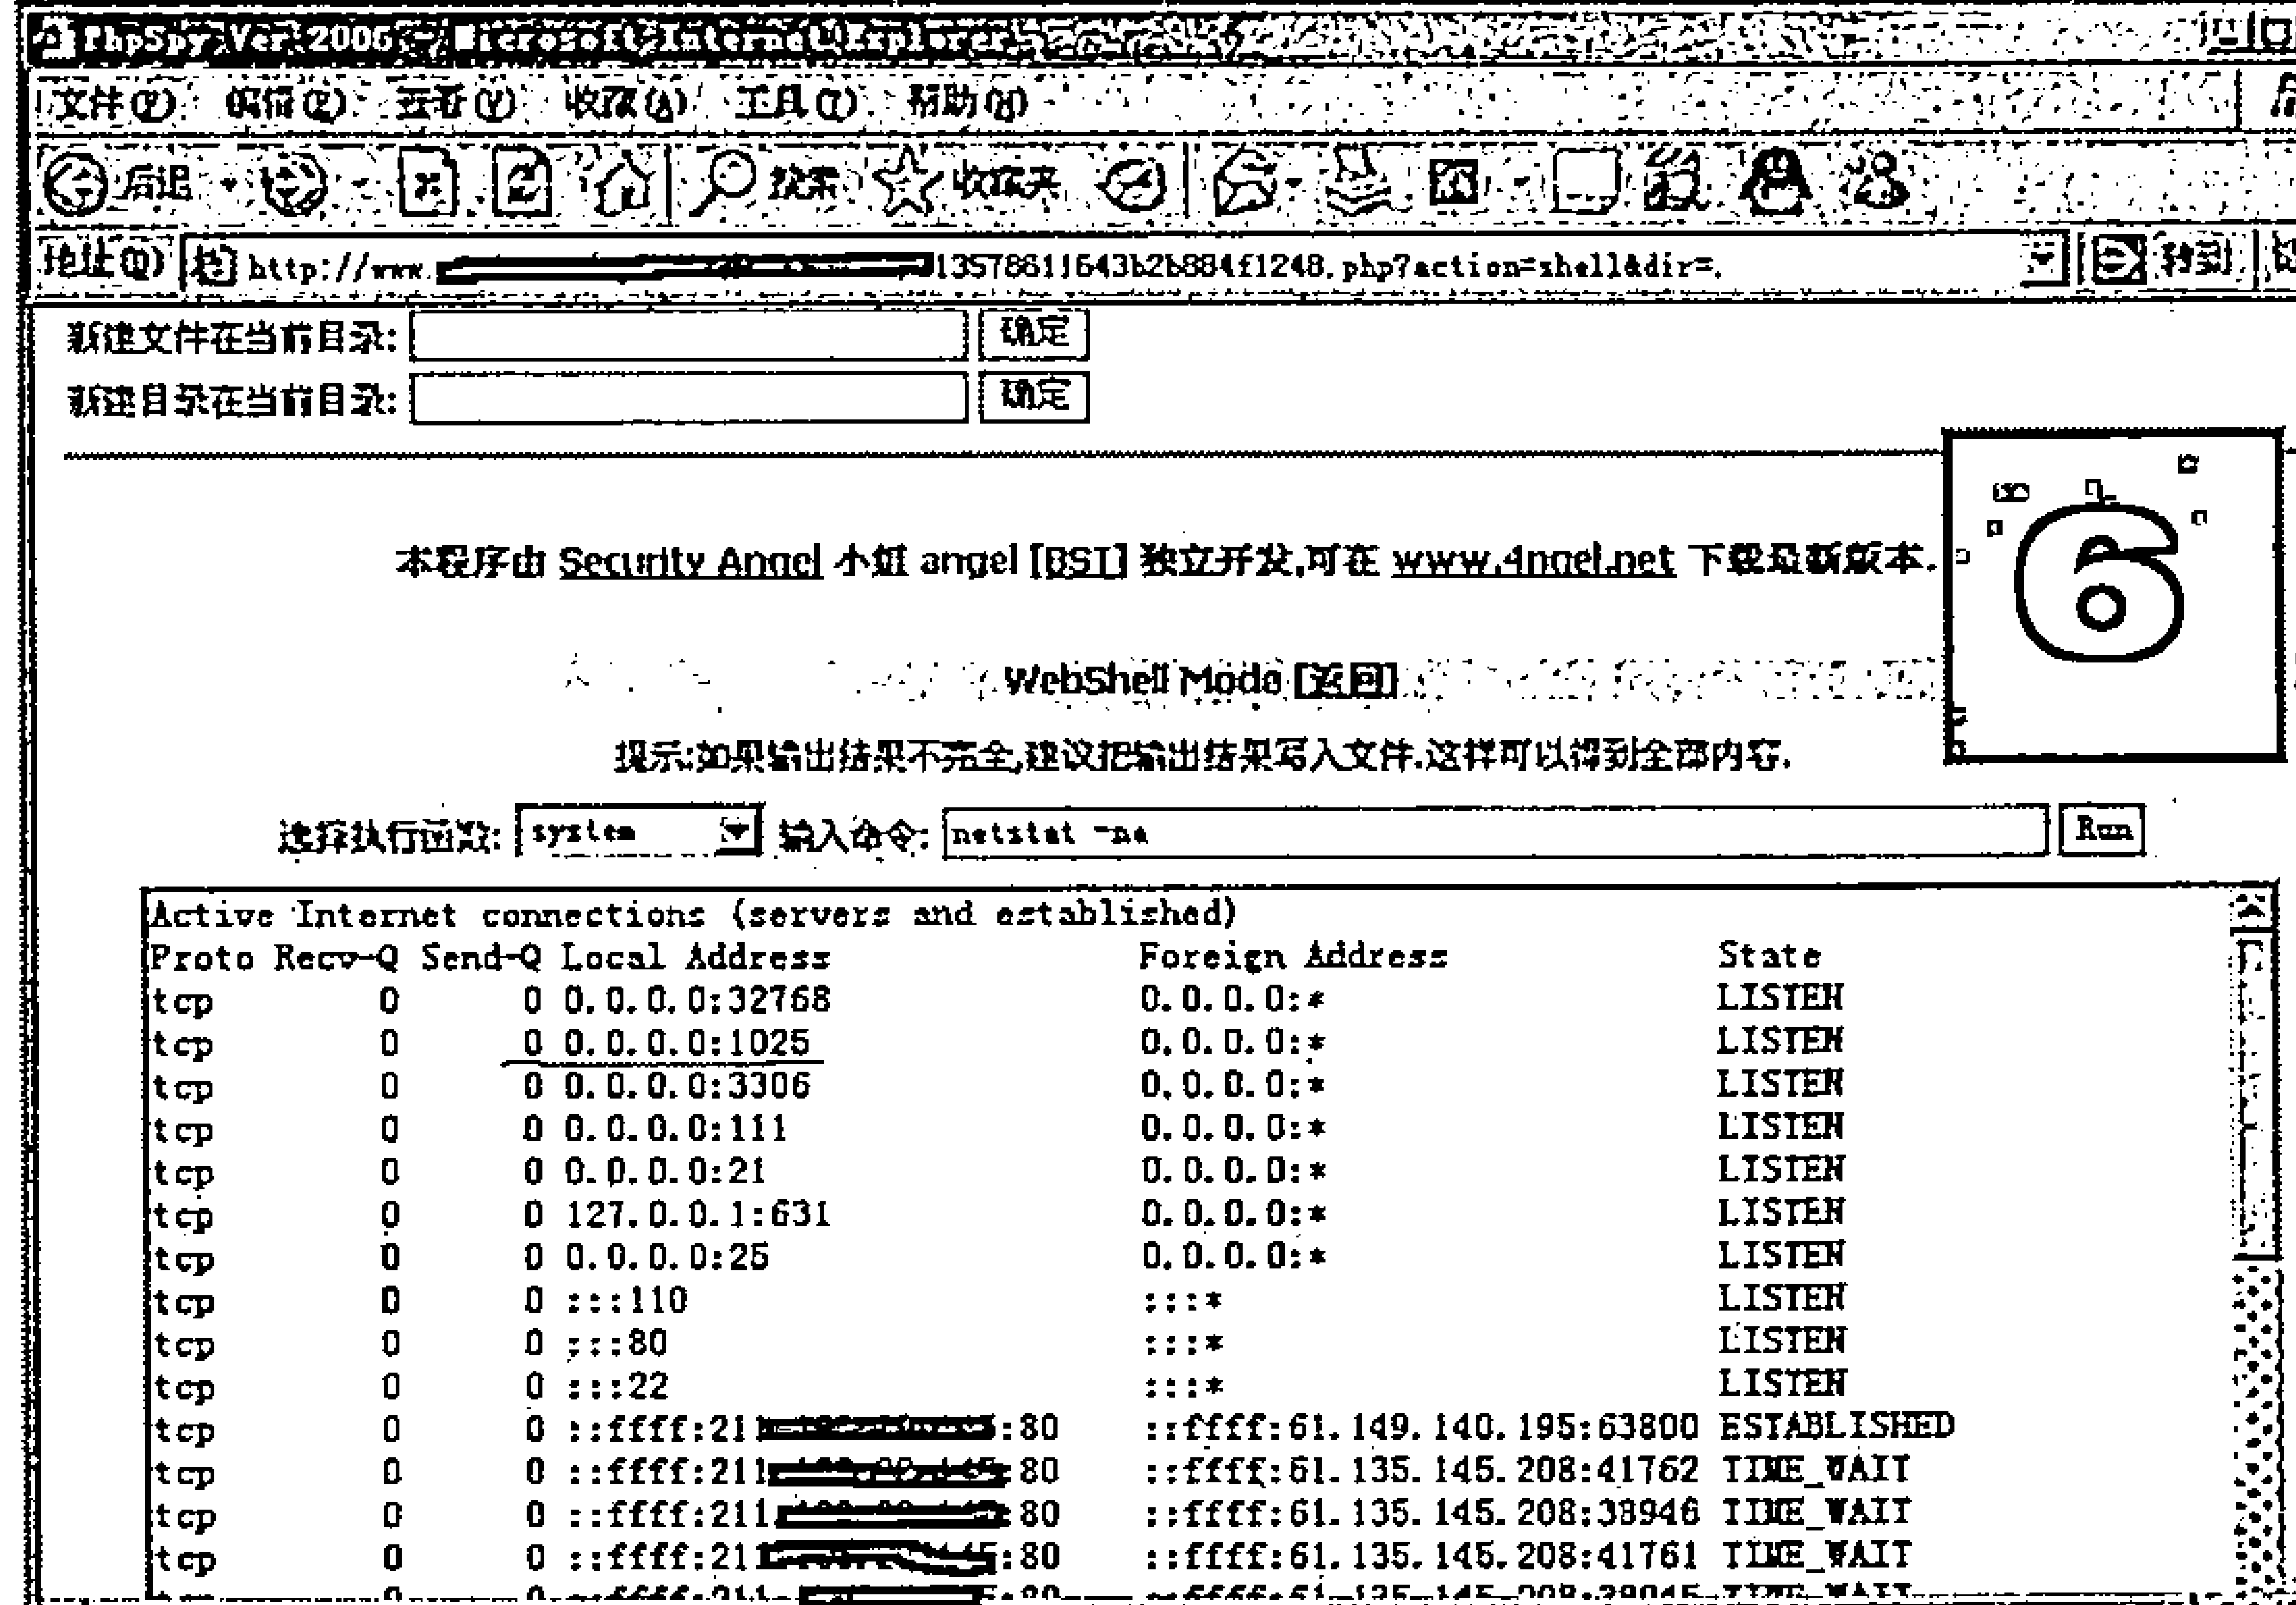 PhpSpy Ver 2006 - Microsoft Internet Explorer
文件(F) 编辑(E) 查看(V) 收藏(A) 工具(T) 帮助(H)
后退 搜索 收藏夹
地址(D) http://www. 13578611643b2b884f1248.php?action=shell&dir=. 转到
新建文件在当前目录: 确定
新建目录在当前目录: 确定
6
本程序由 Security Angel 小组 angel [BST] 独立开发,可在 www.4ngel.net 下载最新版本.
WebShell Mode [返回]
提示:如果输出结果不完全,建议把输出结果写入文件.这样可以得到全部内容.
选择执行函数: system 输入命令: netstat -na Run
Active Internet connections (servers and established)
Proto Recv-Q Send-Q Local Address Foreign Address State
tcp 0 0 0.0.0.0:32768 0.0.0.0:* LISTEN
tcp 0 0 0.0.0.0:1025 0.0.0.0:* LISTEN
tcp 0 0 0.0.0.0:3306 0.0.0.0:* LISTEN
tcp 0 0 0.0.0.0:111 0.0.0.0:* LISTEN
tcp 0 0 0.0.0.0:21 0.0.0.0:* LISTEN
tcp 0 0 127.0.0.1:631 0.0.0.0:* LISTEN
tcp 0 0 0.0.0.0:25 0.0.0.0:* LISTEN
tcp 0 0 :::110 :::* LISTEN
tcp 0 0 :::80 :::* LISTEN
tcp 0 0 :::22 :::* LISTEN
tcp 0 0 ::ffff:211 :80 ::ffff:61.149.140.195:63800 ESTABLISHED
tcp 0 0 ::ffff:211 :80 ::ffff:61.135.145.208:41762 TIME_WAIT
tcp 0 0 ::ffff:211. :80 ::ffff:61.135.145.208:38946 TIME_WAIT
tcp 0 0 ::ffff:211 :80 ::ffff:61.135.145.208:41761 TIME_WAIT